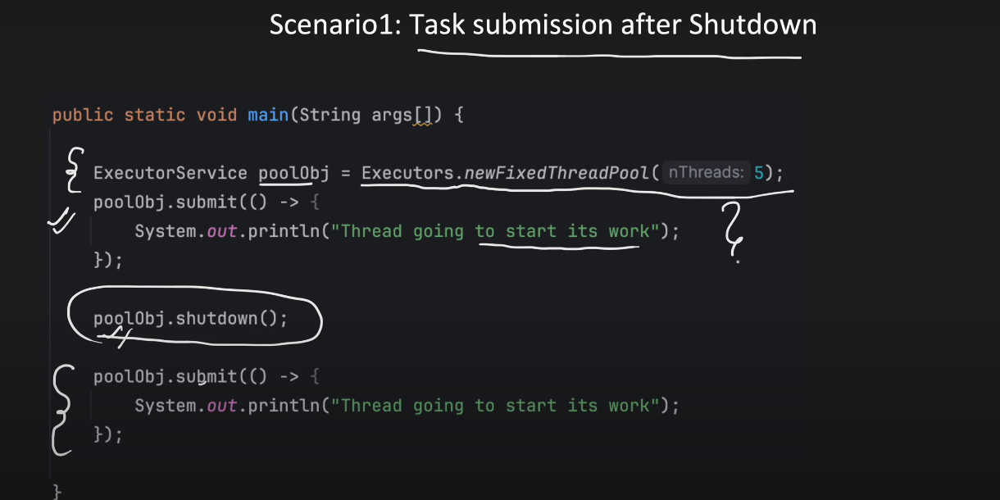 Scenario1: Task submission after Shutdown
public static void main(String args[]) {
ExecutorService poolObj = Executors.newFixedThreadPool( nThreads: 5);
poolObj.submit(() -> {
System.out.println("Thread going to start its work");
});
poolObj.shutdown();
poolObj.submit(() -> {
System.out.println("Thread going to start its work");
});
}